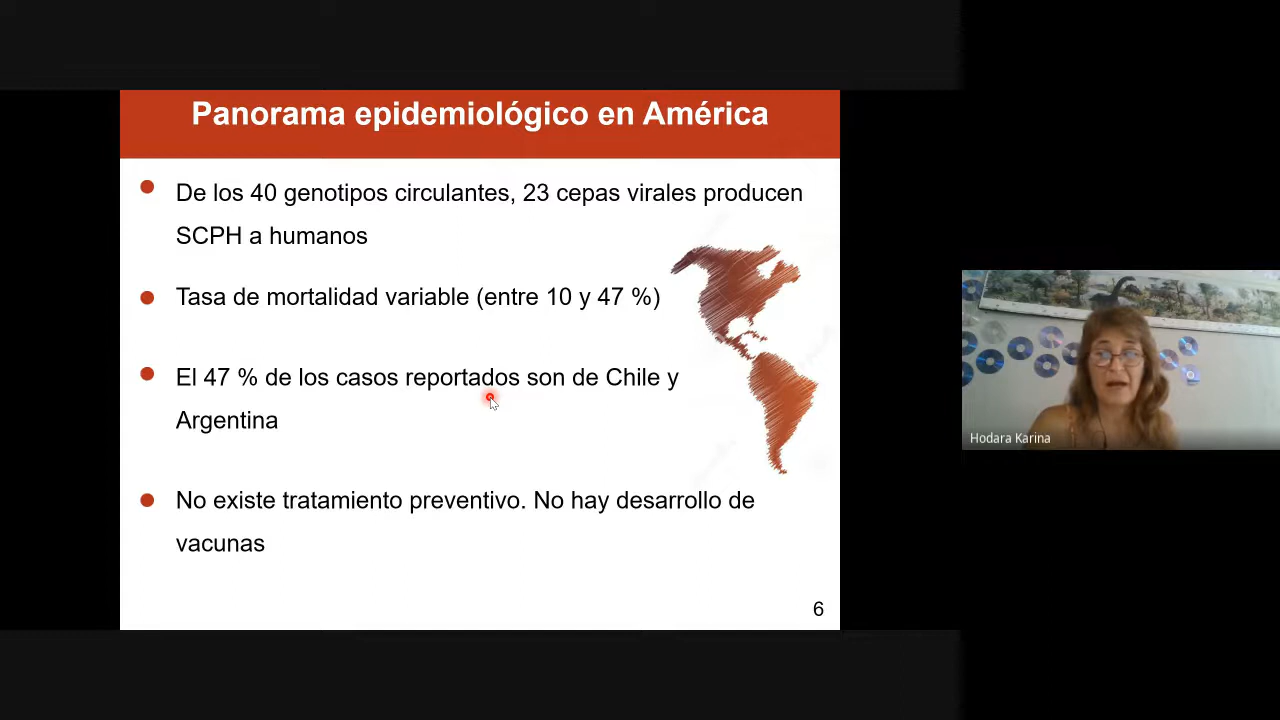 Panorama epidemiológico en América
De los 40 genotipos circulantes, 23 cepas virales producen
SCPH a humanos
Tasa de mortalidad variable (entre 10 y 47 %)
El 47 % de los casos reportados son de Chile y
Argentina
No existe tratamiento preventivo. No hay desarrollo de
vacunas
6
Hodara Karina